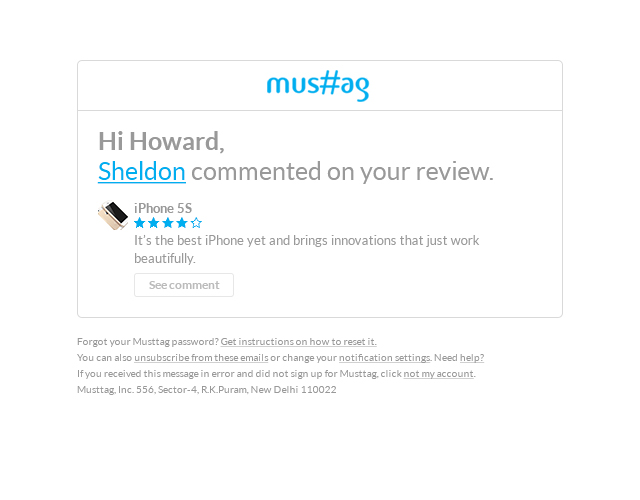 mus#ag
Hi Howard,
Sheldon commented on your review.
iPhone 5S
It's the best iPhone yet and brings innovations that just work
beautifully.
See comment
Forgot your Musttag password? Get instructions on how to reset it.
You can also unsubscribe from these emails or change your notification settings. Need help?
If you received this message in error and did not sign up for Musttag, click not my account.
Musttag, Inc. 556, Sector-4, R.K.Puram, New Delhi 110022